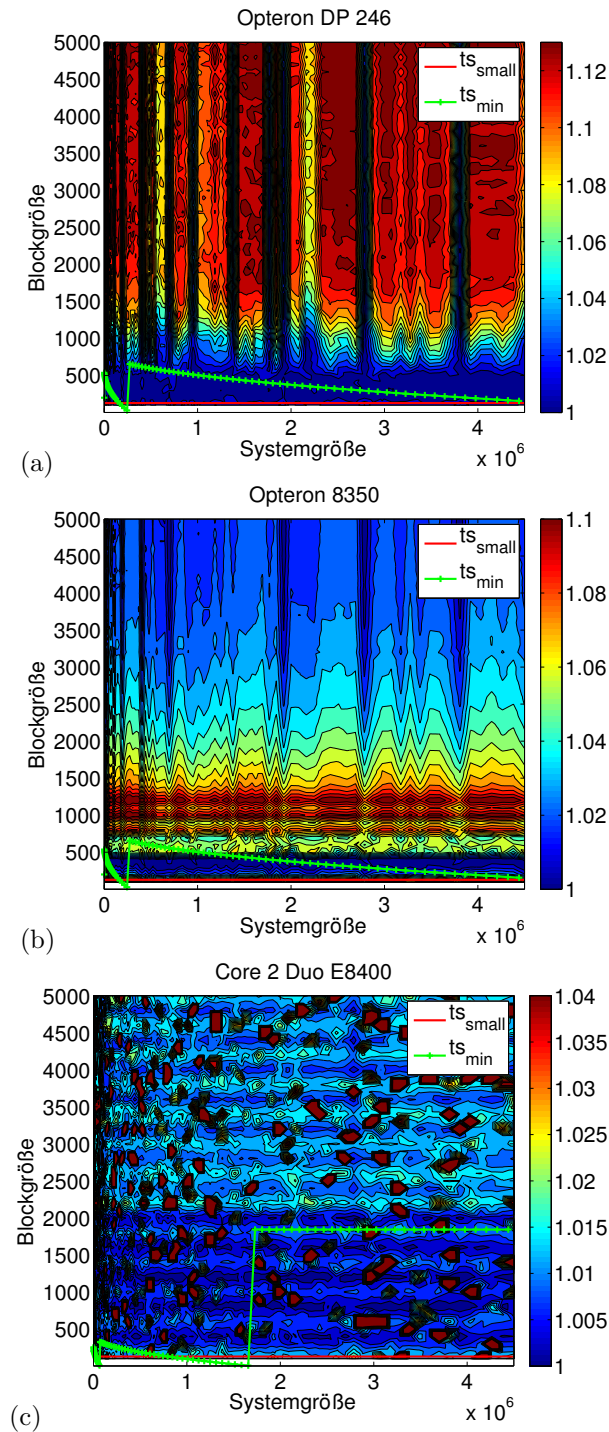 Opteron DP 246
5000
4500
4000
3500
3000
2500
2000
1500
1000
500
Blockgröße
ts_small
ts_min
1.12
1.1
1.08
1.06
1.04
1.02
1
0 1 2 3 4
Systemgröße
x 10^6
(a)
Opteron 8350
5000
4500
4000
3500
3000
2500
2000
1500
1000
500
Blockgröße
ts_small
ts_min
1.1
1.08
1.06
1.04
1.02
1
0 1 2 3 4
Systemgröße
x 10^6
(b)
Core 2 Duo E8400
5000
4500
4000
3500
3000
2500
2000
1500
1000
500
Blockgröße
ts_small
ts_min
1.04
1.035
1.03
1.025
1.02
1.015
1.01
1.005
1
0 1 2 3 4
Systemgröße
x 10^6
(c)